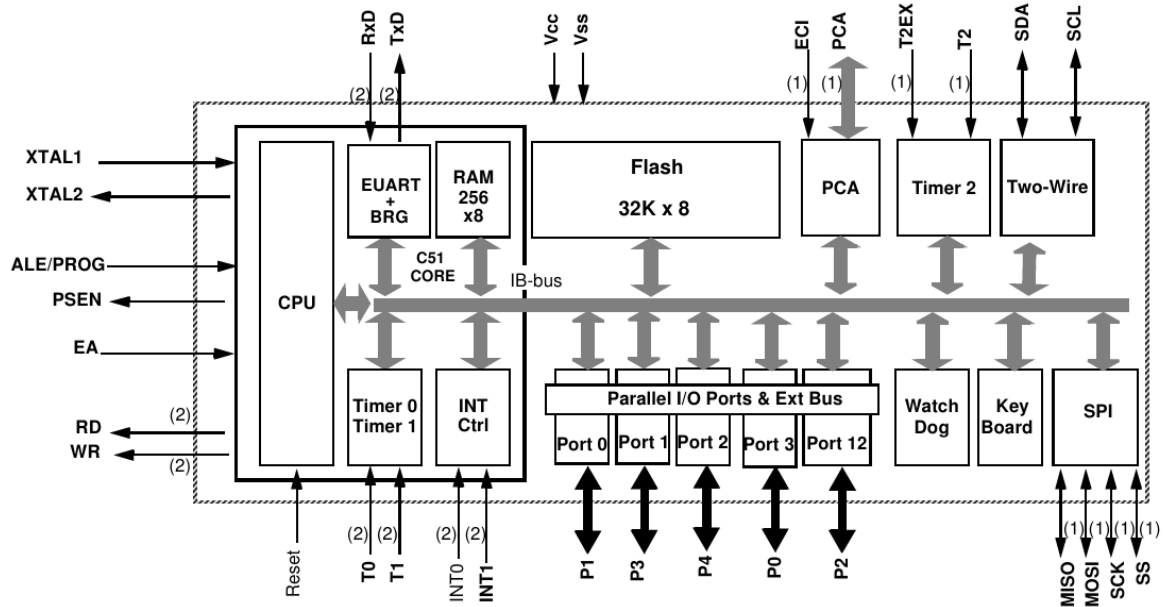 RxD
TxD
Vcc
Vss
ECI
PCA
T2EX
T2
SDA
SCL
(2)
(2)
(1)
(1)
(1)
(1)
XTAL1
XTAL2
ALE/PROG
PSEN
EA
RD
(2)
WR
(2)
CPU
EUART
+
BRG
RAM
256
x8
C51
CORE
IB-bus
Flash
32K x 8
PCA
Timer 2
Two-Wire
Timer 0
Timer 1
INT
Ctrl
Parallel I/O Ports & Ext Bus
Port 0
Port 1
Port 2
Port 3
Port 12
Watch
Dog
Key
Board
SPI
(2)
(2)
(2)
(2)
(1)
(1)
(1)
(1)
Reset
T0
T1
INT0
INT1
P1
P3
P4
P0
P2
MISO
MOSI
SCK
SS